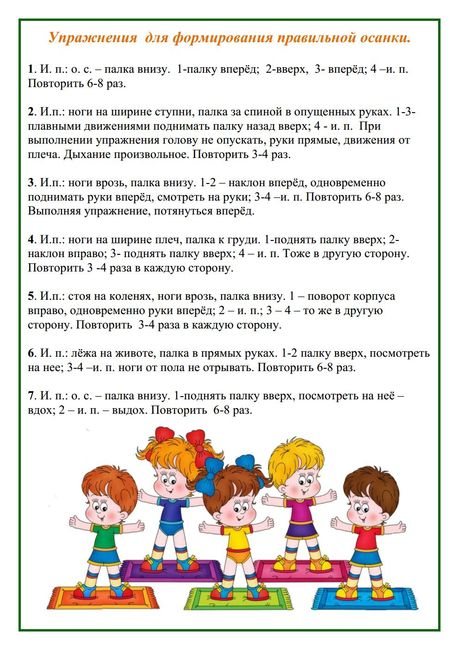 Упражнения для формирования правильной осанки.
1. И. п.: о. с. – палка внизу. 1-палку вперёд; 2-вверх, 3- вперёд; 4 –и. п.
Повторить 6-8 раз.
2. И.п.: ноги на ширине ступни, палка за спиной в опущенных руках. 1-3-
плавными движениями поднимать палку назад вверх; 4 - и. п. При
выполнении упражнения голову не опускать, руки прямые, движения от
плеча. Дыхание произвольное. Повторить 3-4 раз.
3. И.п.: ноги врозь, палка внизу. 1-2 – наклон вперёд, одновременно
поднимать руки вперёд, смотреть на руки; 3-4 –и. п. Повторить 6-8 раз.
Выполняя упражнение, потянуться вперёд.
4. И.п.: ноги на ширине плеч, палка к груди. 1-поднять палку вверх; 2-
наклон вправо; 3- поднять палку вверх; 4 – и. п. Тоже в другую сторону.
Повторить 3 -4 раза в каждую сторону.
5. И.п.: стоя на коленях, ноги врозь, палка внизу. 1 – поворот корпуса
вправо, одновременно руки вперёд; 2 – и. п.; 3 – 4 – то же в другую
сторону. Повторить 3-4 раза в каждую сторону.
6. И. п.: лёжа на животе, палка в прямых руках. 1-2 палку вверх, посмотреть
на нее; 3-4 –и. п. ноги от пола не отрывать. Повторить 6-8 раз.
7. И. п.: о. с. – палка внизу. 1-поднять палку вверх, посмотреть на неё –
вдох; 2 – и. п. – выдох. Повторить 6-8 раз.